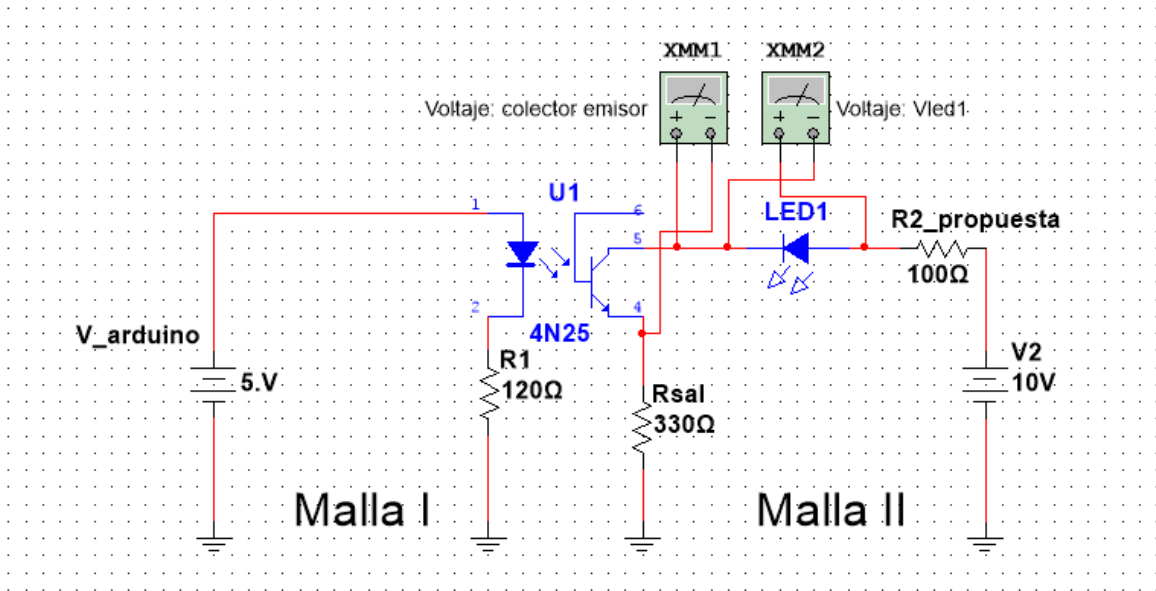 XMM1
XMM2
Voltaje: colector emisor
Voltaje: Vled1
+
−
+
−
U1
1
6
LED1
R2_propuesta
5
100Ω
2
4
4N25
V_arduino
5.V
R1
120Ω
Rsal
330Ω
V2
10V
Malla I
Malla II